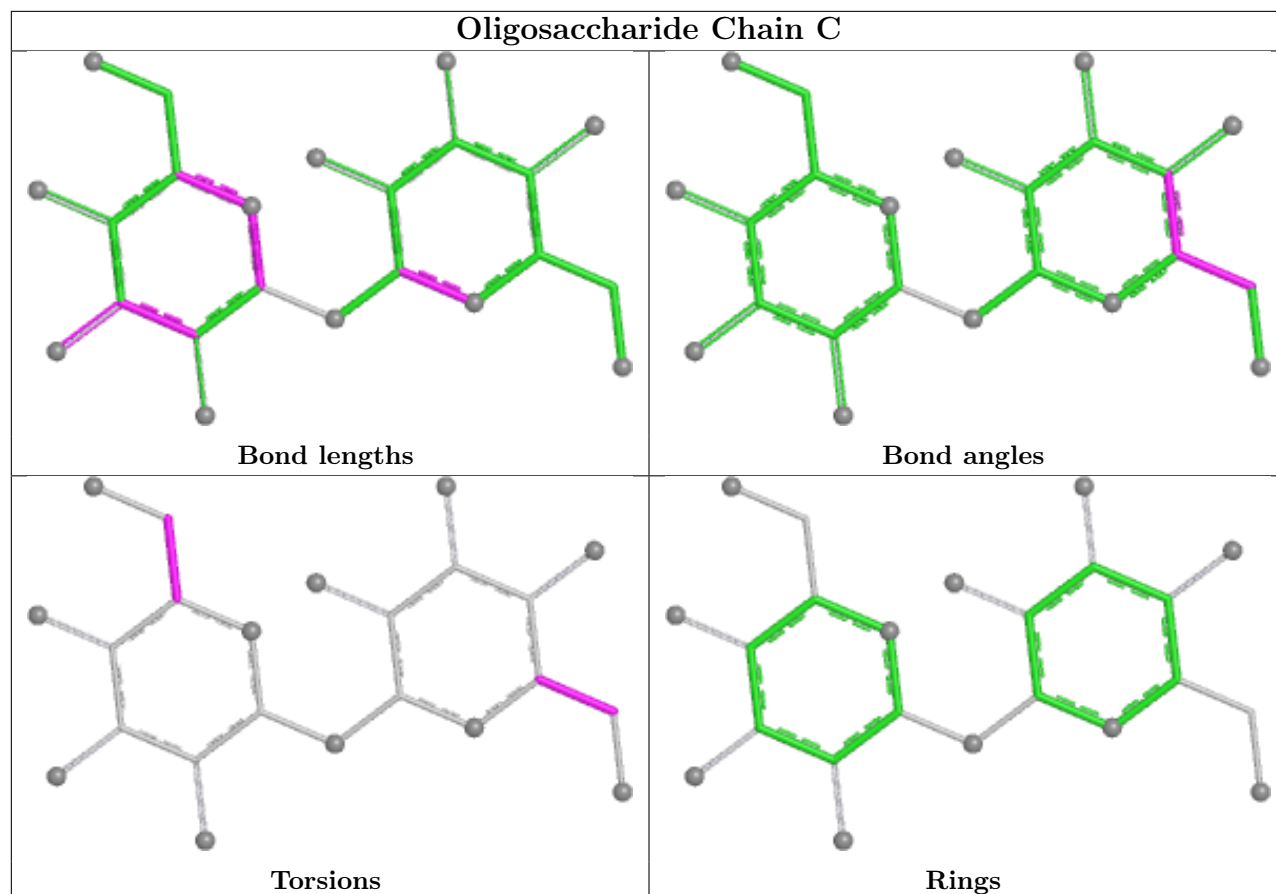 Oligosaccharide Chain C
Bond lengths
Bond angles
Torsions
Rings